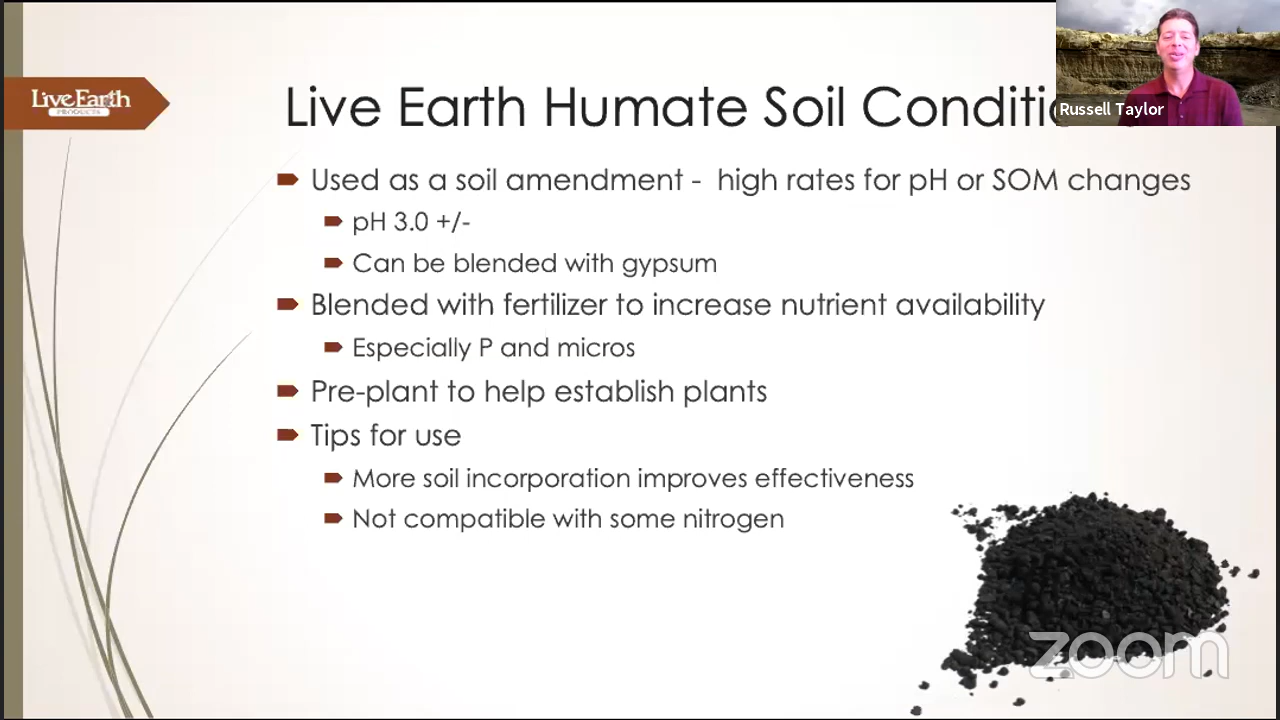 Live Earth
PRODUCTS
Live Earth Humate Soil Conditio
Russell Taylor
Used as a soil amendment - high rates for pH or SOM changes
pH 3.0 +/-
Can be blended with gypsum
Blended with fertilizer to increase nutrient availability
Especially P and micros
Pre-plant to help establish plants
Tips for use
More soil incorporation improves effectiveness
Not compatible with some nitrogen
zoom